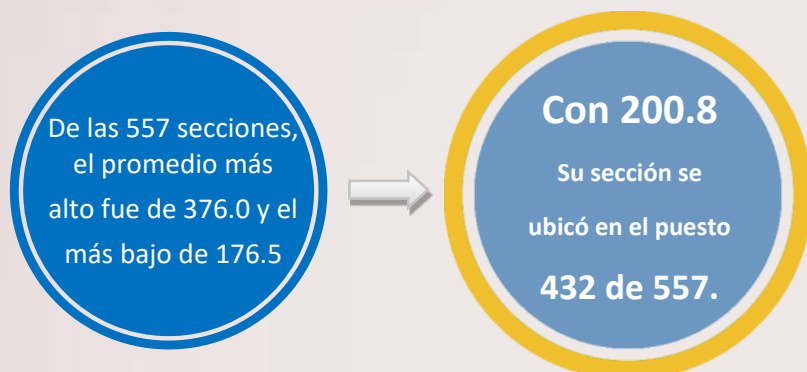 De las 557 secciones,
el promedio más
alto fue de 376.0 y el
más bajo de 176.5
Con 200.8
Su sección se
ubicó en el puesto
432 de 557.